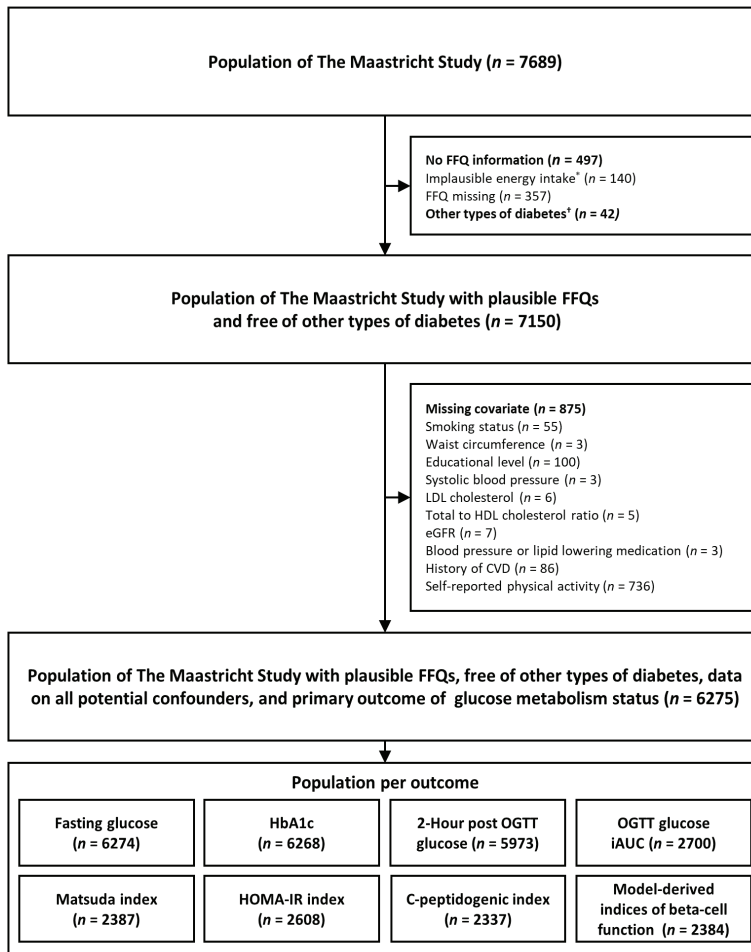 Population of The Maastricht Study (n = 7689)
No FFQ information (n = 497)
Implausible energy intake* (n = 140)
FFQ missing (n = 357)
Other types of diabetes† (n = 42)
Population of The Maastricht Study with plausible FFQs
and free of other types of diabetes (n = 7150)
Missing covariate (n = 875)
Smoking status (n = 55)
Waist circumference (n = 3)
Educational level (n = 100)
Systolic blood pressure (n = 3)
LDL cholesterol (n = 6)
Total to HDL cholesterol ratio (n = 5)
eGFR (n = 7)
Blood pressure or lipid lowering medication (n = 3)
History of CVD (n = 86)
Self-reported physical activity (n = 736)
Population of The Maastricht Study with plausible FFQs, free of other types of diabetes, data
on all potential confounders, and primary outcome of glucose metabolism status (n = 6275)
Population per outcome
Fasting glucose
(n = 6274)
HbA1c
(n = 6268)
2-Hour post OGTT
glucose (n = 5973)
OGTT glucose
iAUC (n = 2700)
Matsuda index
(n = 2387)
HOMA-IR index
(n = 2608)
C-peptidogenic index
(n = 2337)
Model-derived
indices of beta-cell
function (n = 2384)